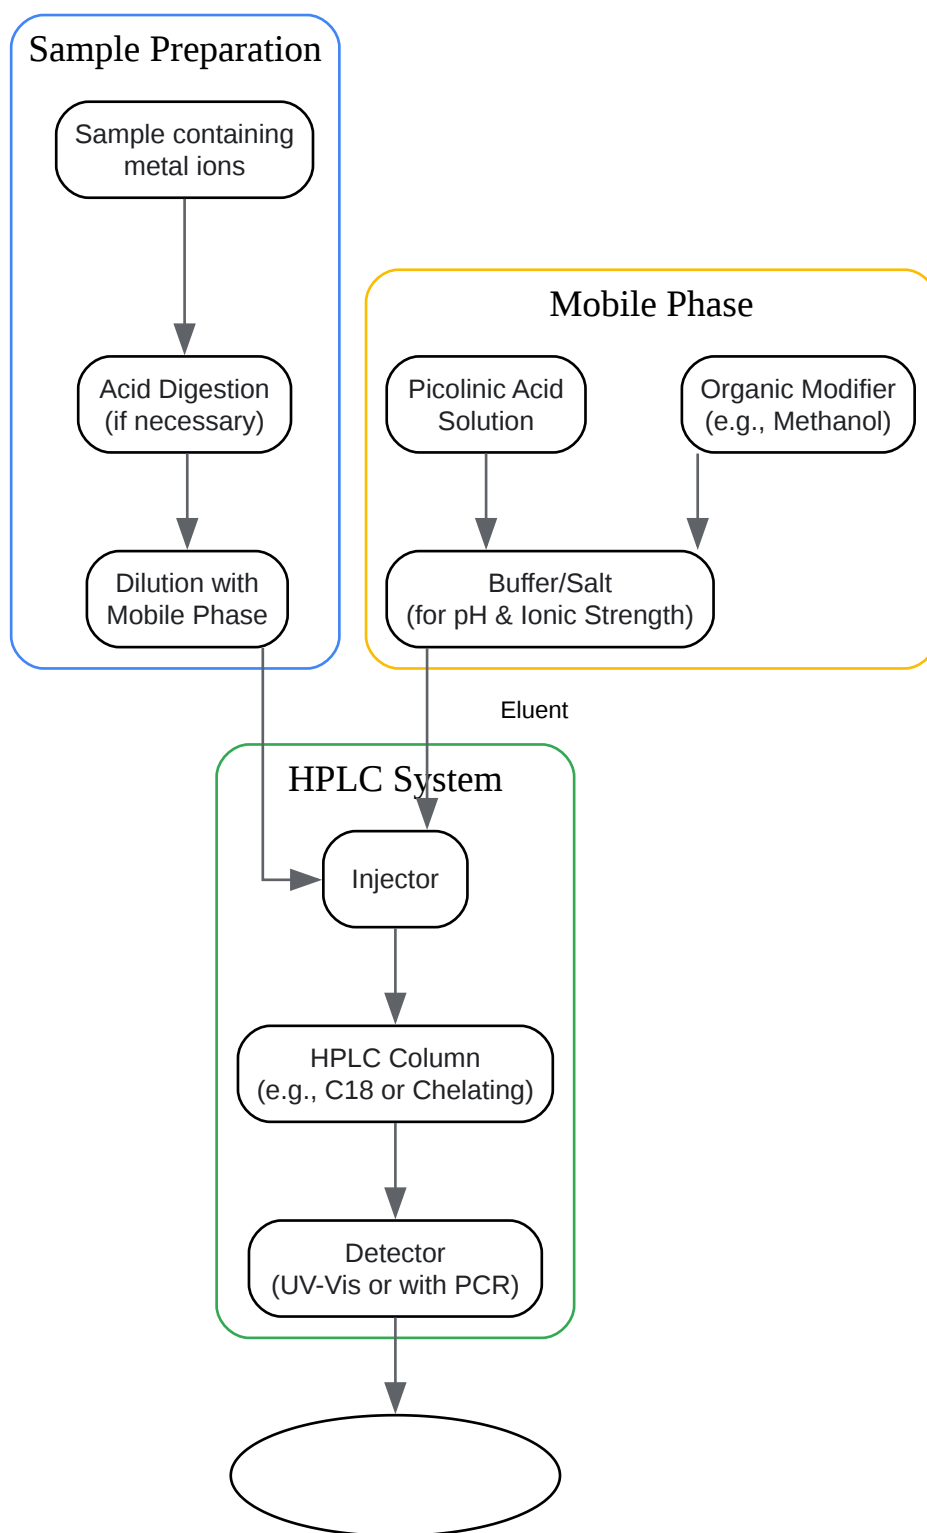 Sample Preparation
Sample containing
metal ions
Acid Digestion
(if necessary)
Dilution with
Mobile Phase
Mobile Phase
Picolinic Acid
Solution
Organic Modifier
(e.g., Methanol)
Buffer/Salt
(for pH & Ionic Strength)
Eluent
HPLC System
Injector
HPLC Column
(e.g., C18 or Chelating)
Detector
(UV-Vis or with PCR)